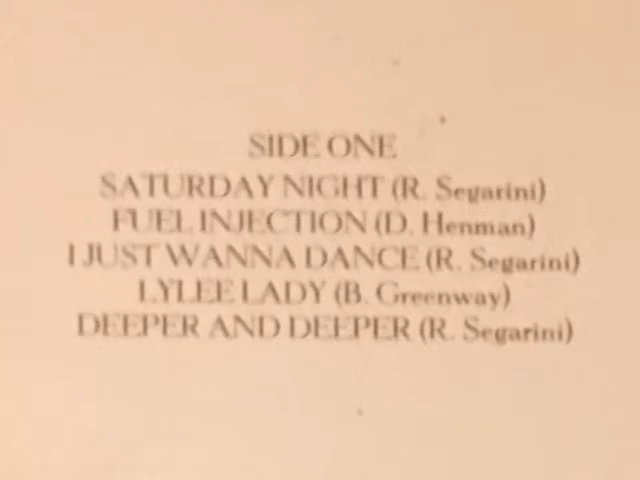 SIDE ONE
SATURDAY NIGHT (R. Segarini)
FUEL INJECTION (D. Henman)
I JUST WANNA DANCE (R. Segarini)
LYLEE LADY (B. Greenway)
DEEPER AND DEEPER (R. Segarini)